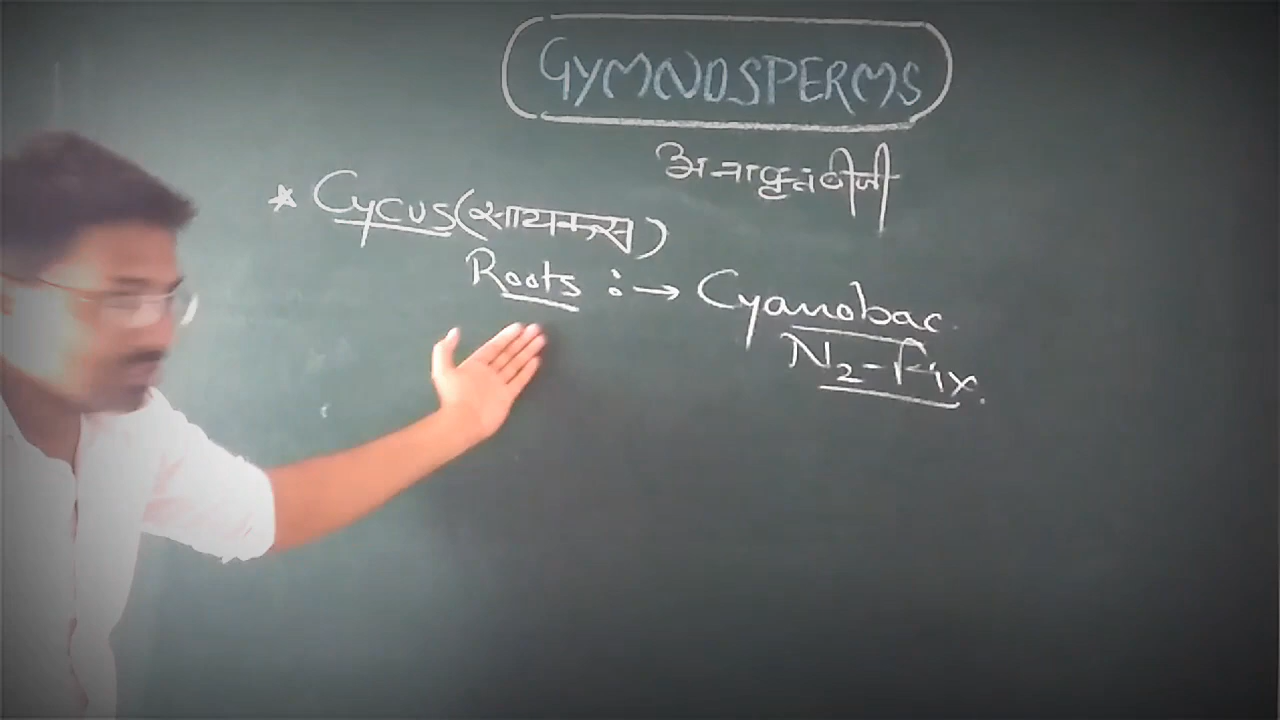 GYMNOSPERMS
अनावृतबीजी
* Cycus (सायकस)
Roots :→ Cyanobac.
N2-Fix.